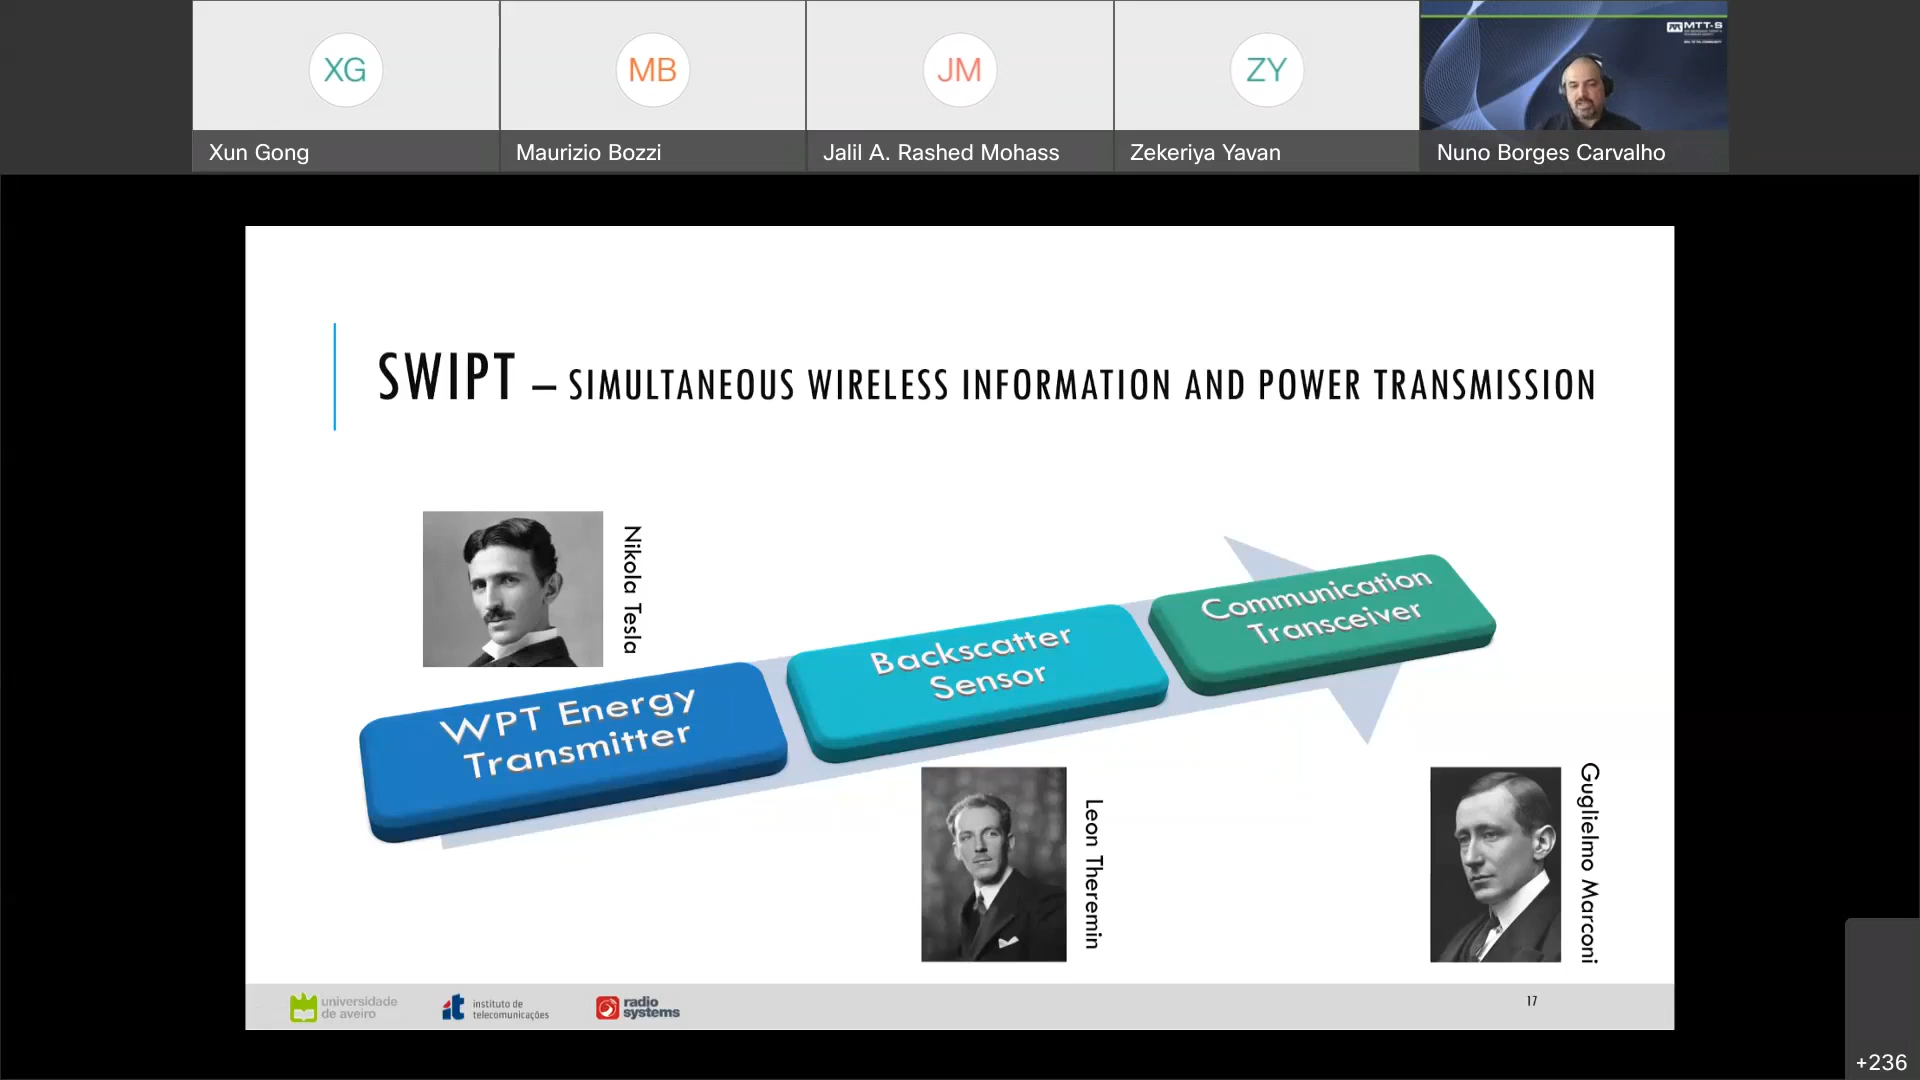 XG
MB
JM
ZY
MTT-S
Xun Gong
Maurizio Bozzi
Jalil A. Rashed Mohass
Zekeriya Yavan
Nuno Borges Carvalho
SWIPT – SIMULTANEOUS WIRELESS INFORMATION AND POWER TRANSMISSION
Nikola Tesla
WPT Energy
Transmitter
Backscatter
Sensor
Communication
Transceiver
Leon Theremin
Guglielmo Marconi
universidade
de aveiro
it
instituto de
telecomunicações
radio
systems
17
+236